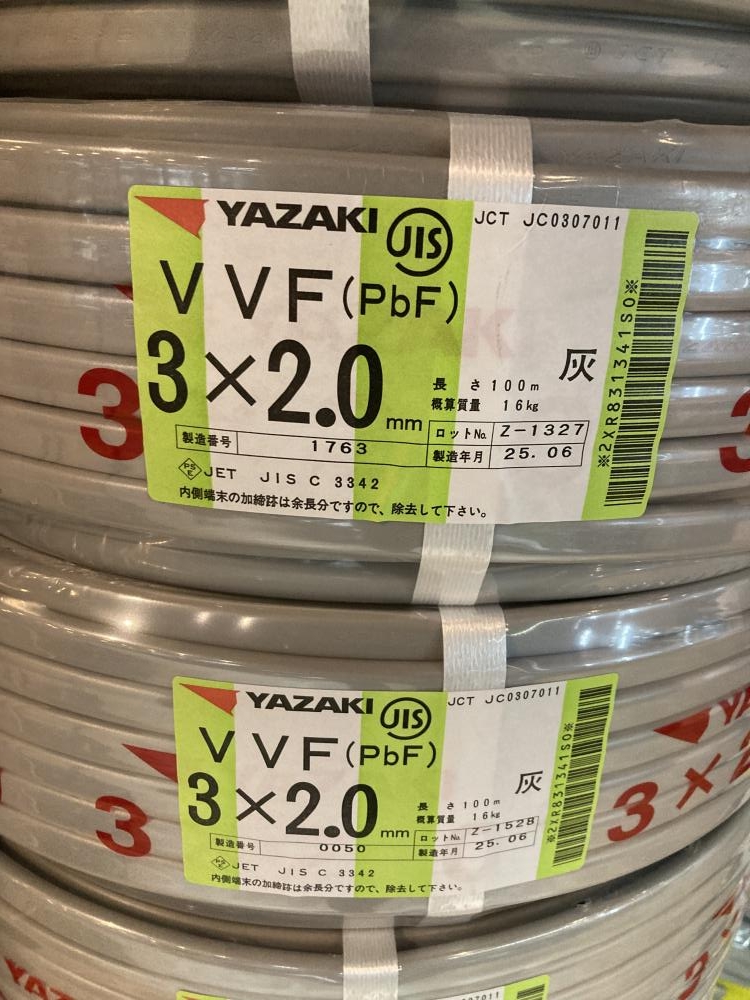 YAZAKI JIS JCT JC0307011
VVF(PbF)
3×2.0mm
灰
長さ100m
概算質量 16kg
製造番号 1763
ロットNo. Z-1327
製造年月 25.06
PSE JET JIS C 3342
内側端末の加締跡は余長分ですので、除去して下さい。
※2XR831341S0※
3
3
YAZAKI JIS JCT JC0307011
VVF(PbF)
3×2.0mm
灰
長さ100m
概算質量 16kg
製造番号 0050
ロットNo. Z-1528
製造年月 25.06
PSE JET JIS C 3342
内側端末の加締跡は余長分ですので、除去して下さい。
※2XR831341S0※
3
3×2
YAZAKI